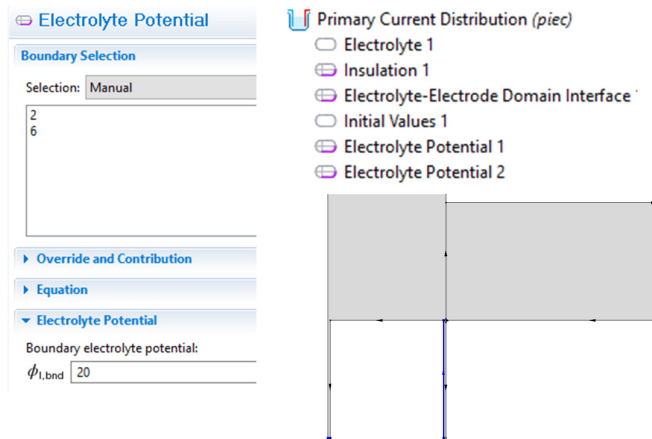 Electrolyte Potential
Boundary Selection
Selection: Manual
2
6
Override and Contribution
Equation
Electrolyte Potential
Boundary electrolyte potential:
ϕl,bnd 20
Primary Current Distribution (piec)
Electrolyte 1
Insulation 1
Electrolyte-Electrode Domain Interface
Initial Values 1
Electrolyte Potential 1
Electrolyte Potential 2